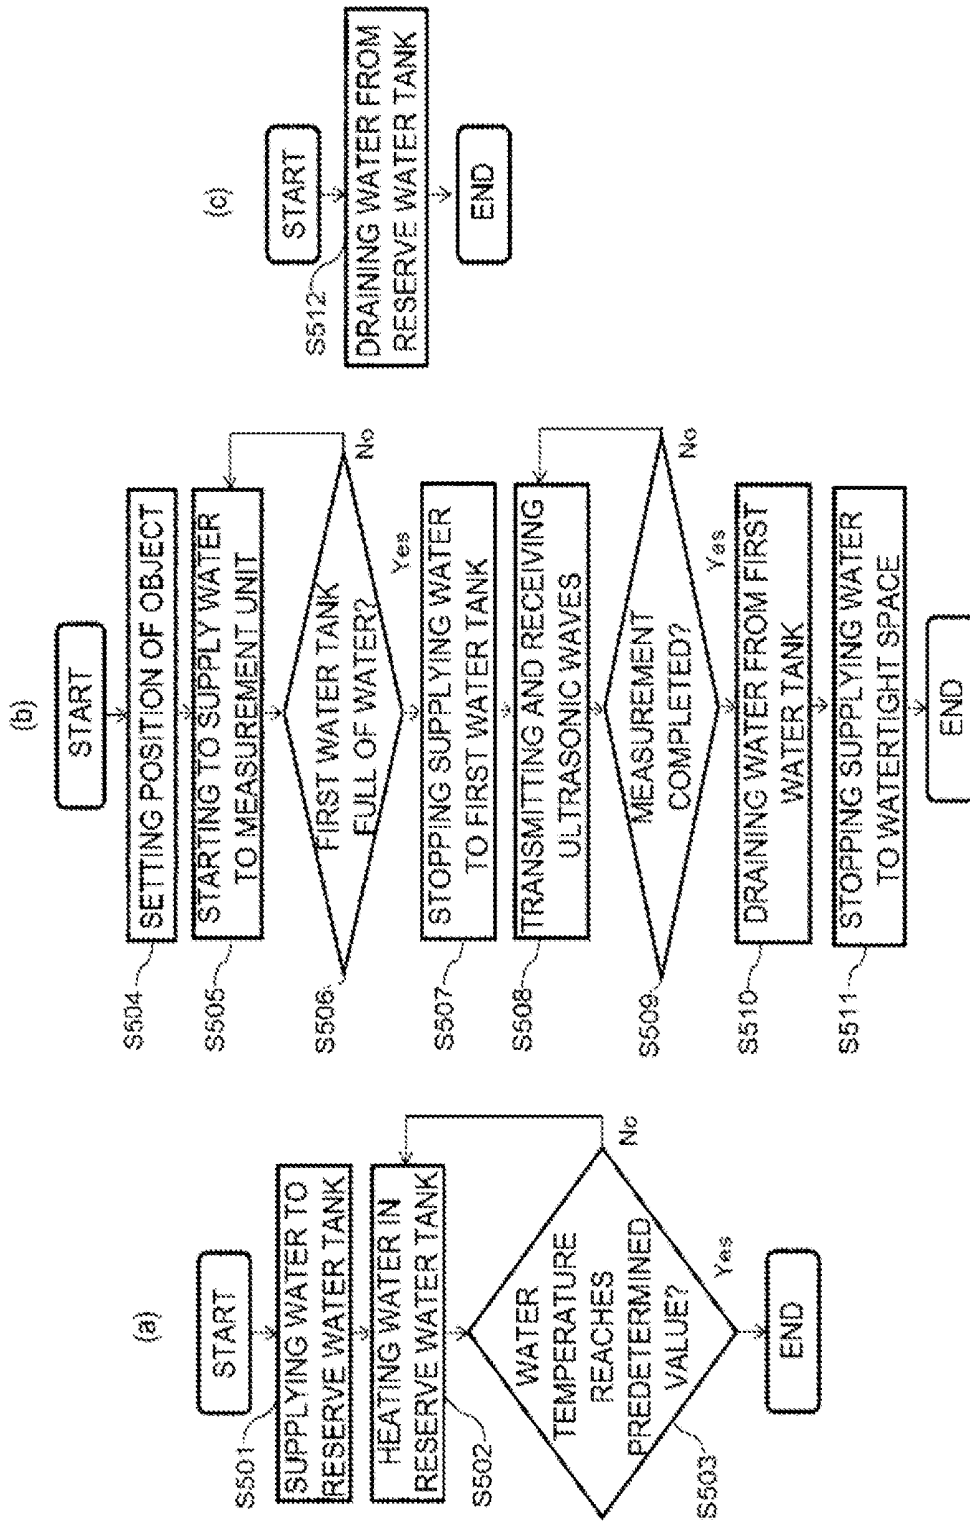 (a)
START
S501
SUPPLYING WATER TO
RESERVE WATER TANK
S502
HEATING WATER IN
RESERVE WATER TANK
S503
WATER
TEMPERATURE
REACHES
PREDETERMINED
VALUE?
No
Yes
END
(b)
START
S504
SETTING POSITION OF OBJECT
S505
STARTING TO SUPPLY WATER
TO MEASUREMENT UNIT
S506
FIRST WATER TANK
FULL OF WATER?
No
Yes
S507
STOPPING SUPPLYING WATER
TO FIRST WATER TANK
S508
TRANSMITTING AND RECEIVING
ULTRASONIC WAVES
S509
MEASUREMENT
COMPLETED?
No
Yes
S510
DRAINING WATER FROM FIRST
WATER TANK
S511
STOPPING SUPPLYING WATER
TO WATERTIGHT SPACE
END
(c)
START
S512
DRAINING WATER FROM
RESERVE WATER TANK
END